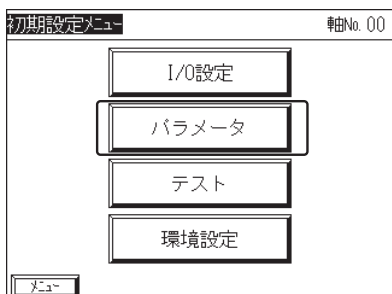 初期設定メニュー 軸No. 00
I/O設定
パラメータ
テスト
環境設定
メニュー